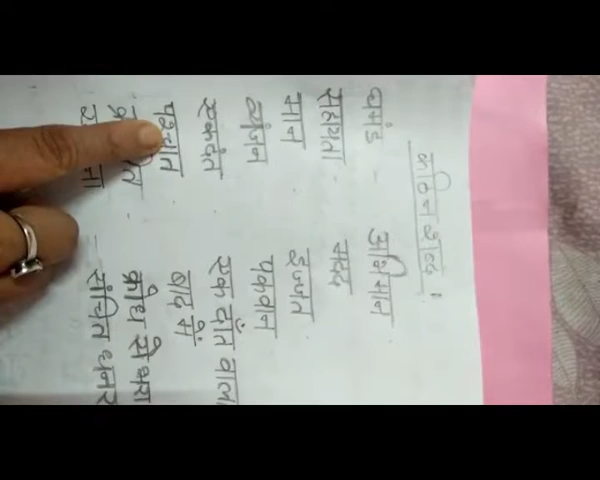 कठिन शब्द ।
घमंड - अभिमान
सहायता - मदद
मान - इज्जत
व्यंजन - पकवान
एकदंत - एक दाँत वाला
पश्चात - बाद में
- क्रोध से भरा
- संचित धन